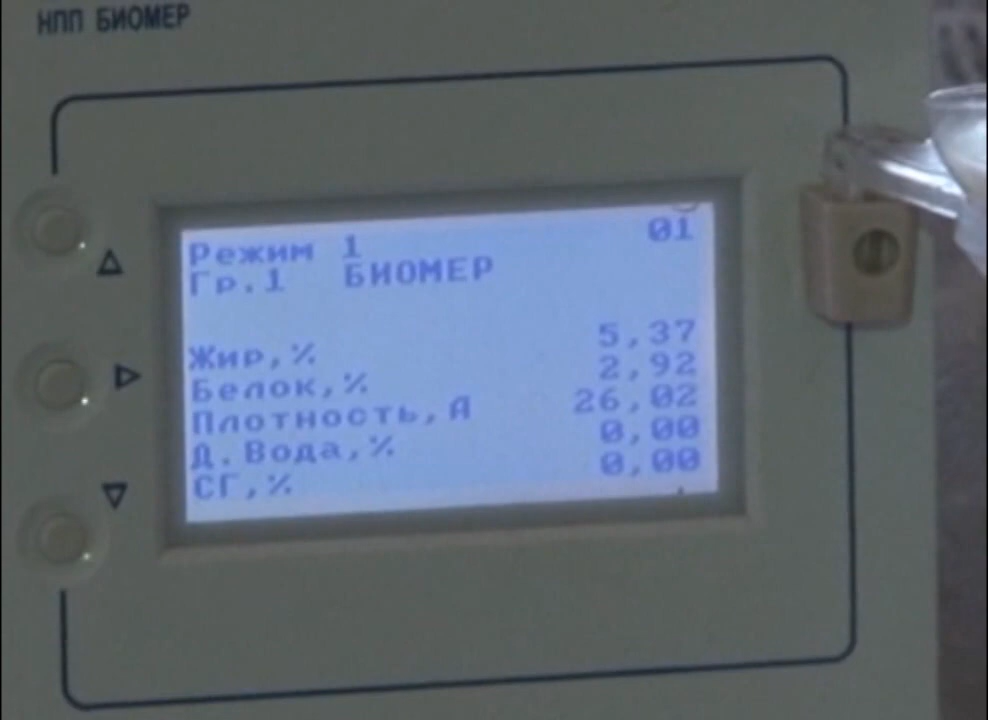 НПП БИОМЕР
Режим 1 01
Гр.1 БИОМЕР
Жир,% 5,37
Белок,% 2,92
Плотность,А 26,02
Д.Вода,% 0,00
СГ,% 0,00